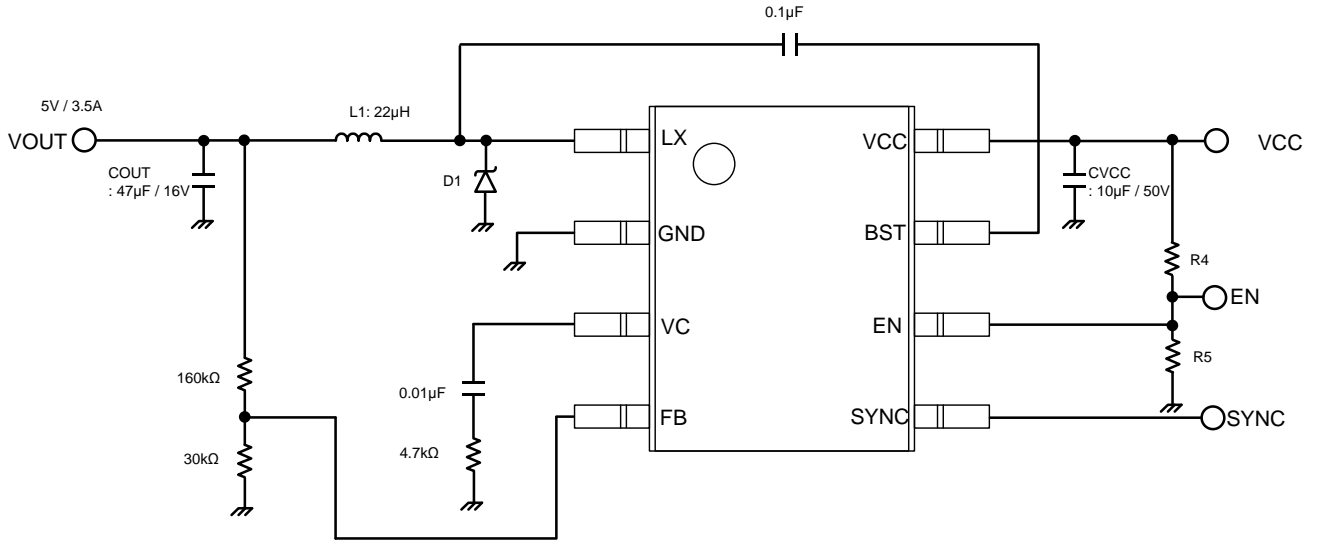 0.1µF
5V / 3.5A
L1: 22µH
VOUT
LX
VCC
VCC
COUT
: 47µF / 16V
D1
CVCC
: 10µF / 50V
GND
BST
R4
EN
VC
EN
R5
160kΩ
0.01µF
FB
SYNC
SYNC
30kΩ
4.7kΩ